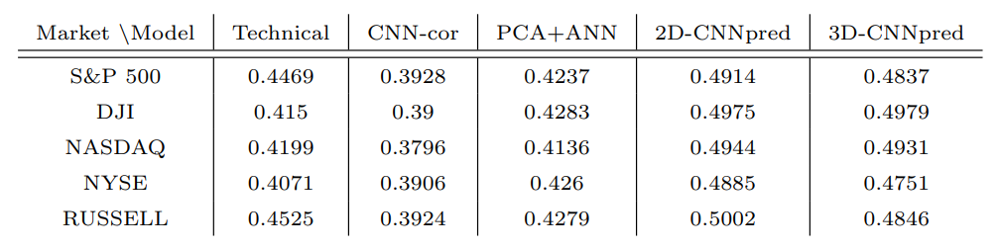 Market \Model Technical CNN-cor PCA+ANN 2D-CNNpred 3D-CNNpred
S&P 500 0.4469 0.3928 0.4237 0.4914 0.4837
DJI 0.415 0.39 0.4283 0.4975 0.4979
NASDAQ 0.4199 0.3796 0.4136 0.4944 0.4931
NYSE 0.4071 0.3906 0.426 0.4885 0.4751
RUSSELL 0.4525 0.3924 0.4279 0.5002 0.4846